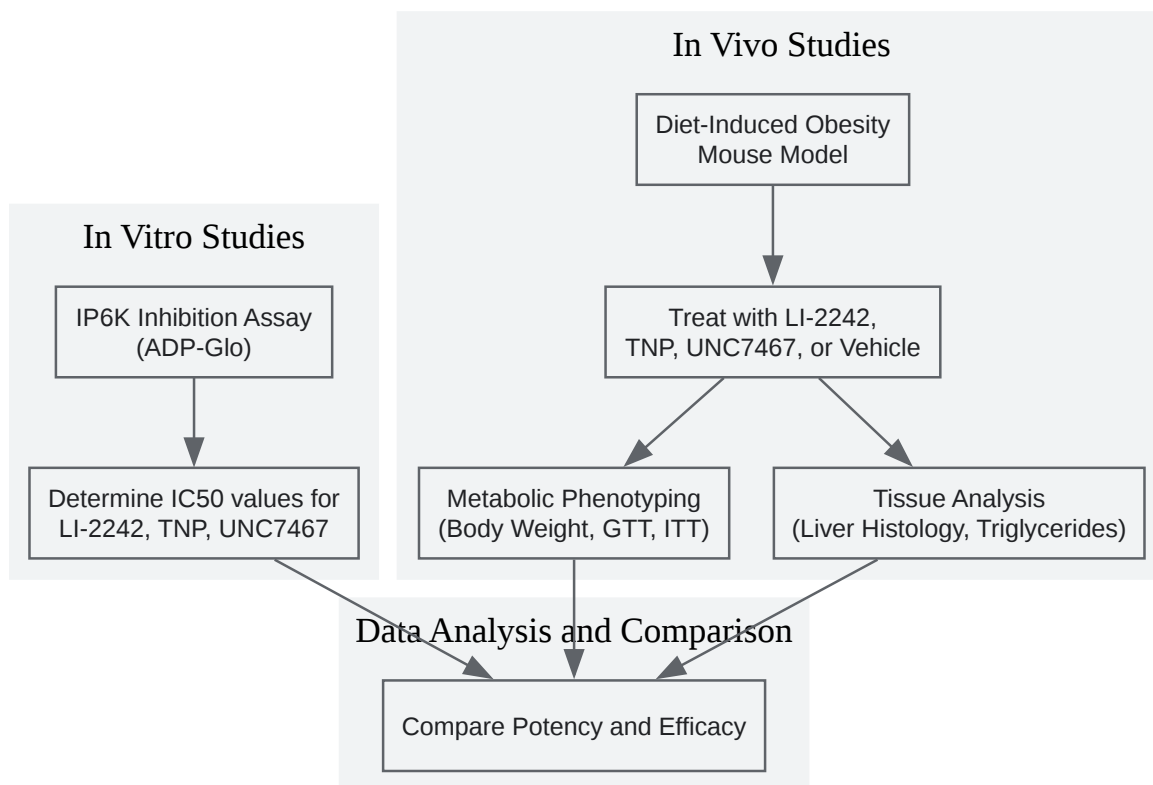 In Vivo Studies
Diet-Induced Obesity
Mouse Model
In Vitro Studies
IP6K Inhibition Assay
(ADP-Glo)
Treat with LI-2242,
TNP, UNC7467, or Vehicle
Determine IC50 values for
LI-2242, TNP, UNC7467
Metabolic Phenotyping
(Body Weight, GTT, ITT)
Tissue Analysis
(Liver Histology, Triglycerides)
Data Analysis and Comparison
Compare Potency and Efficacy